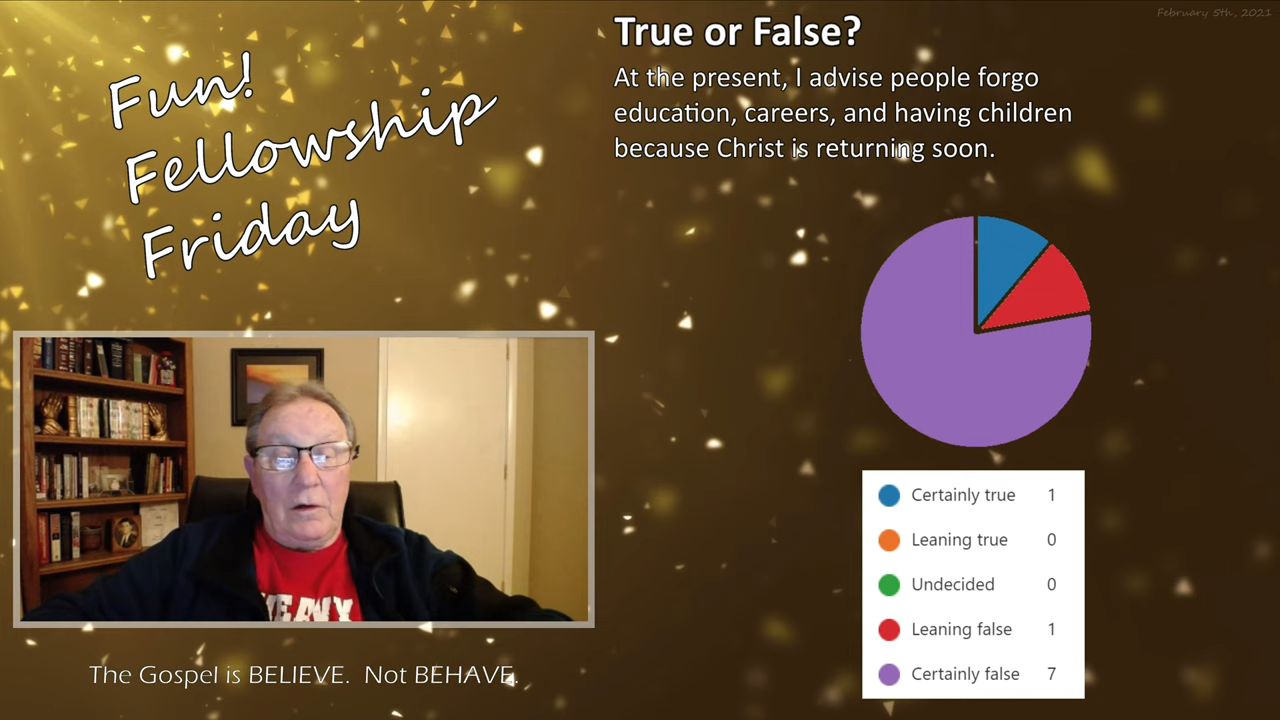 February 5th, 2021
Fun!
Fellowship
Friday
True or False?
At the present, I advise people forgo
education, careers, and having children
because Christ is returning soon.
Certainly true 1
Leaning true 0
Undecided 0
Leaning false 1
Certainly false 7
The Gospel is BELIEVE. Not BEHAVE.